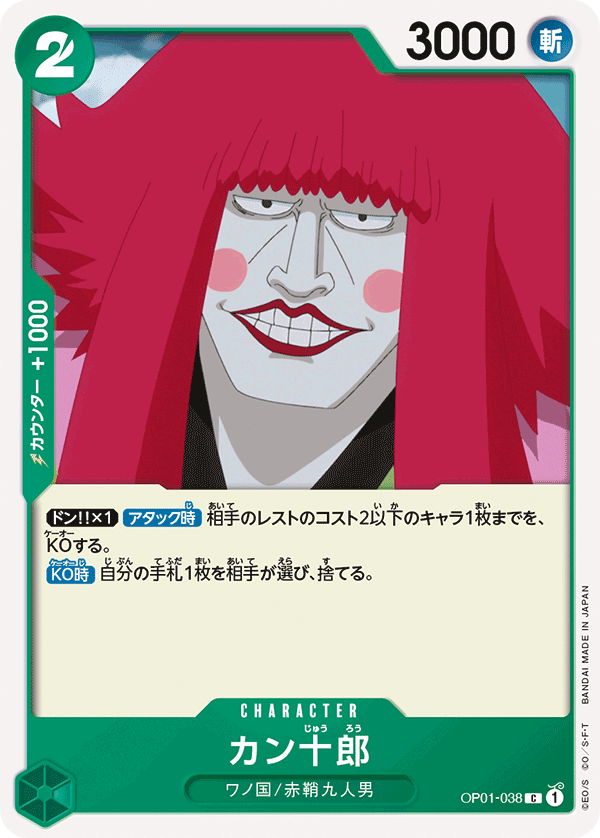 2
3000
斬
カウンター +1000
ドン!!×1 アタック時 相手のレストのコスト2以下のキャラ1枚までを、
KOする。
KO時 自分の手札1枚を相手が選び、捨てる。
CHARACTER
カン十郎
ワノ国/赤鞘九人男
OP01-038 C 1
©E.O/S ©O/S・F・T BANDAI MADE IN JAPAN